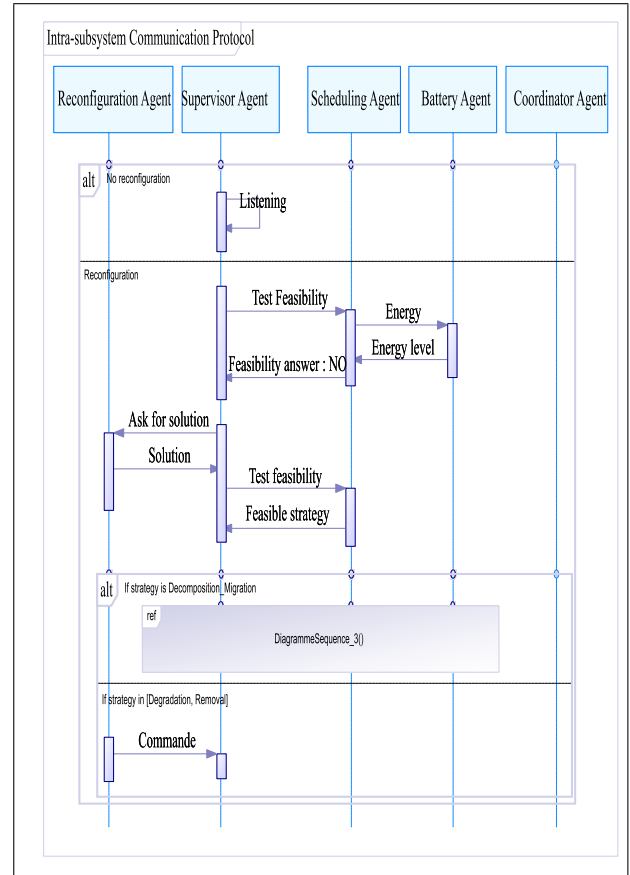 Intra-subsystem Communication Protocol
Reconfiguration Agent
Supervisor Agent
Scheduling Agent
Battery Agent
Coordinator Agent
alt
No reconfiguration
Listening
Reconfiguration
Test Feasibility
Energy
Energy level
Feasibility answer : NO
Ask for solution
Solution
Test feasibility
Feasible strategy
alt
If strategy is Decomposition_Migration
ref
DiagrammeSequence_3()
If strategy in [Degradation, Removal]
Commande